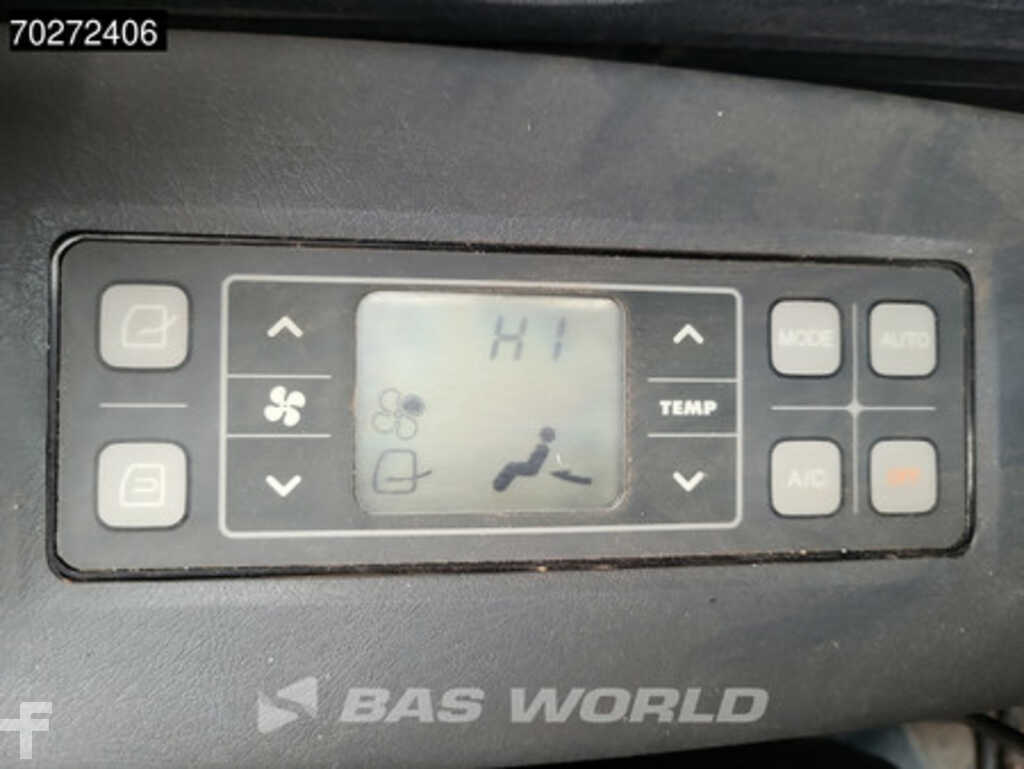 70272406
HI
MODE
AUTO
TEMP
A/C
OFF
BAS WORLD